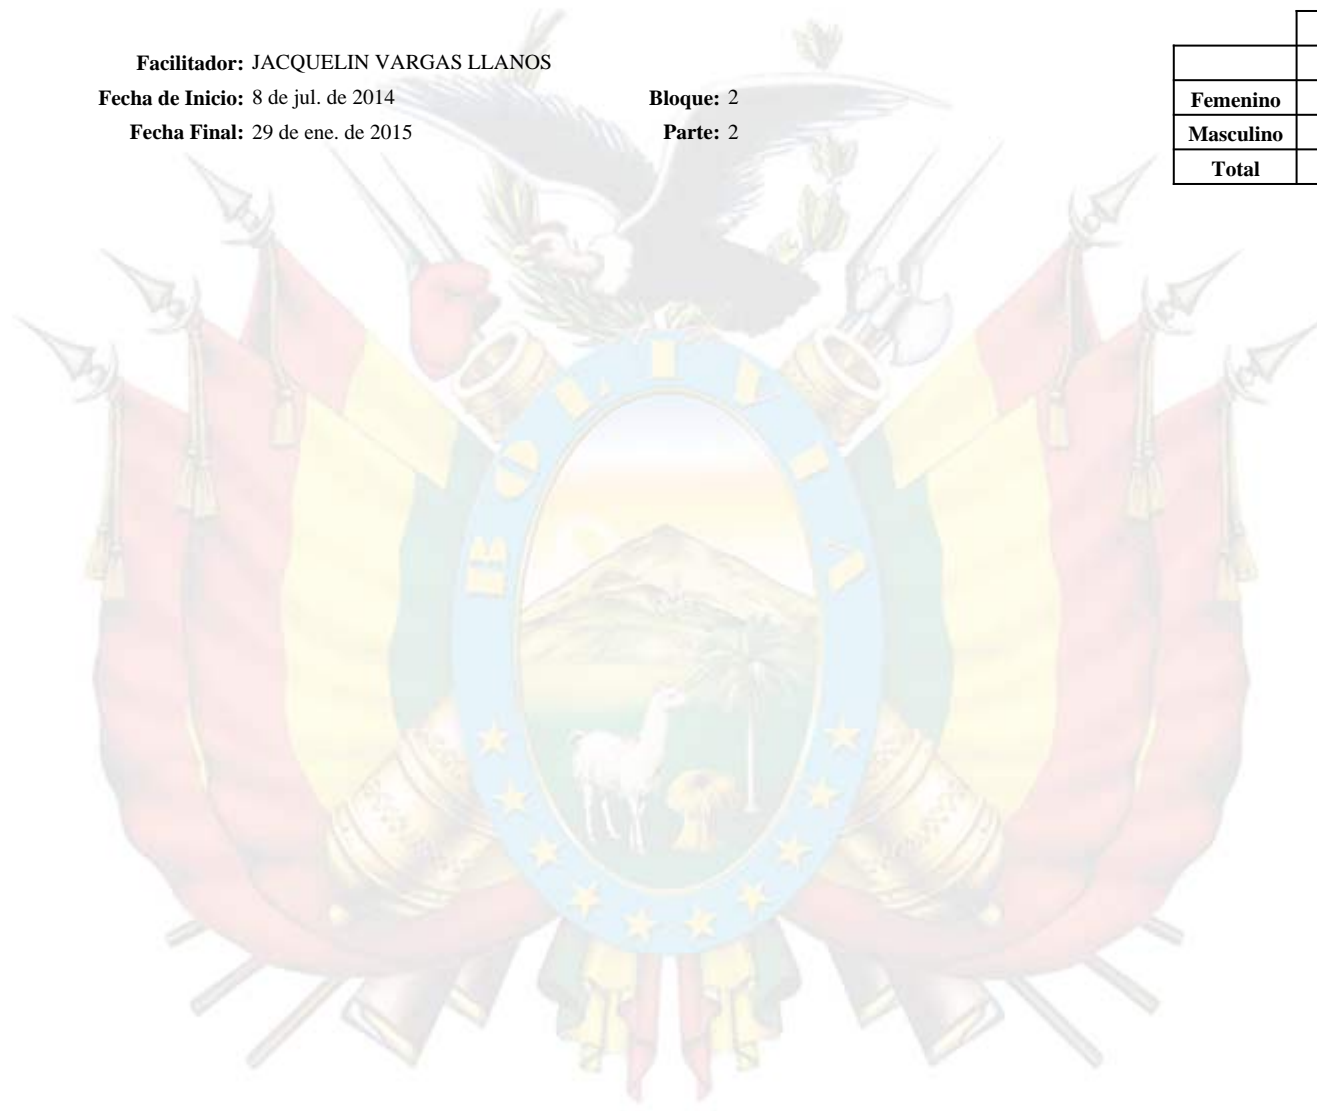 Facilitador: JACQUELIN VARGAS LLANOS
Fecha de Inicio: 8 de jul. de 2014 Bloque: 2
Fecha Final: 29 de ene. de 2015 Parte: 2
Femenino
Masculino
Total
BOLIVIA